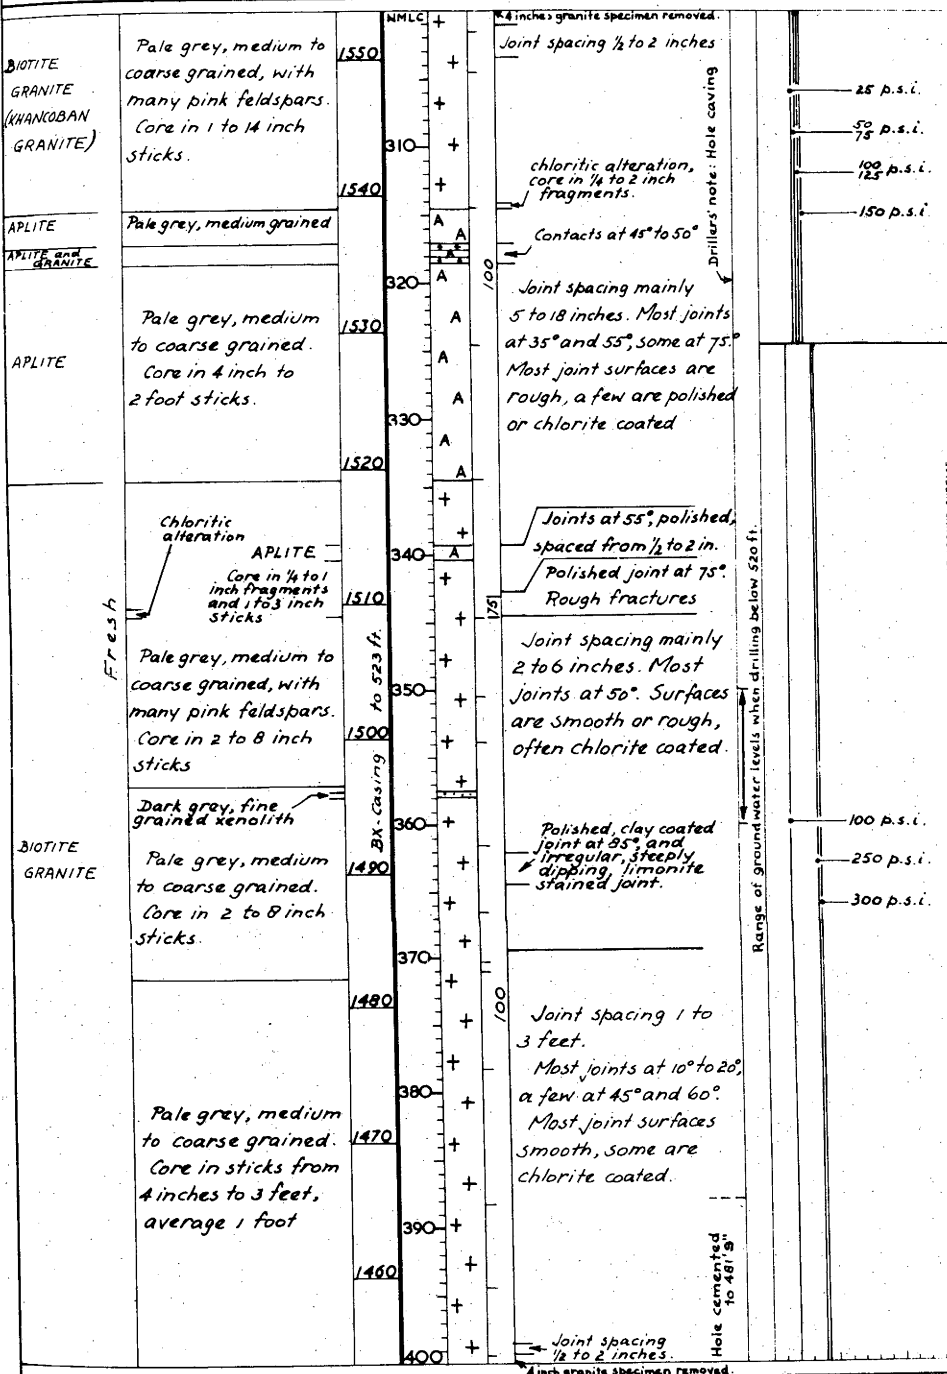 BIOTITE
GRANITE
(KHANCOBAN
GRANITE)
APLITE
APLITE and
GRANITE
APLITE
BIOTITE
GRANITE
Fresh
Pale grey, medium to
coarse grained, with
many pink feldspars.
Core in 1 to 14 inch
sticks.
Pale grey, medium grained
Pale grey, medium
to coarse grained.
Core in 4 inch to
2 foot sticks.
Chloritic
alteration
APLITE
Core in 1/4 to 1
inch fragments
and 1 to 3 inch
sticks
Pale grey, medium to
coarse grained, with
many pink feldspars.
Core in 2 to 8 inch
sticks
Dark grey, fine
grained xenolith
Pale grey, medium
to coarse grained.
Core in 2 to 8 inch
sticks.
Pale grey, medium
to coarse grained.
Core in sticks from
4 inches to 3 feet,
average 1 foot
1550
1540
1530
1520
1510
1500
1490
1480
1470
1460
BX-Casing to 523 ft.
NMLC
310
320
330
340
350
360
370
380
390
400
A
A
A
A
A
A
A
A
A
A
A
100
75
100
4 inches granite specimen removed.
Joint spacing 1/2 to 2 inches
chloritic alteration,
core in 1/4 to 2 inch
fragments.
Contacts at 45° to 50°
Joint spacing mainly
5 to 18 inches. Most joints
at 35° and 55°, some at 75°.
Most joint surfaces are
rough, a few are polished
or chlorite coated
Joints at 55°, polished,
spaced from 1/2 to 2 in.
Polished joint at 75°.
Rough fractures
Joint spacing mainly
2 to 6 inches. Most
joints at 50°. Surfaces
are smooth or rough,
often chlorite coated.
Polished, clay coated
joint at 85°, and
irregular, steeply
dipping, limonite
stained joint.
Joint spacing 1 to
3 feet.
Most joints at 10° to 20°,
a few at 45° and 60°.
Most joint surfaces
smooth, some are
chlorite coated.
Joint spacing
1/2 to 2 inches.
4 inch granite specimen removed.
Drillers' note: Hole caving
Range of groundwater levels when drilling below 520 ft.
Hole cemented
to 481'9"
25 p.s.i.
50
75 p.s.i.
100
125 p.s.i.
150 p.s.i.
100 p.s.i.
250 p.s.i.
300 p.s.i.